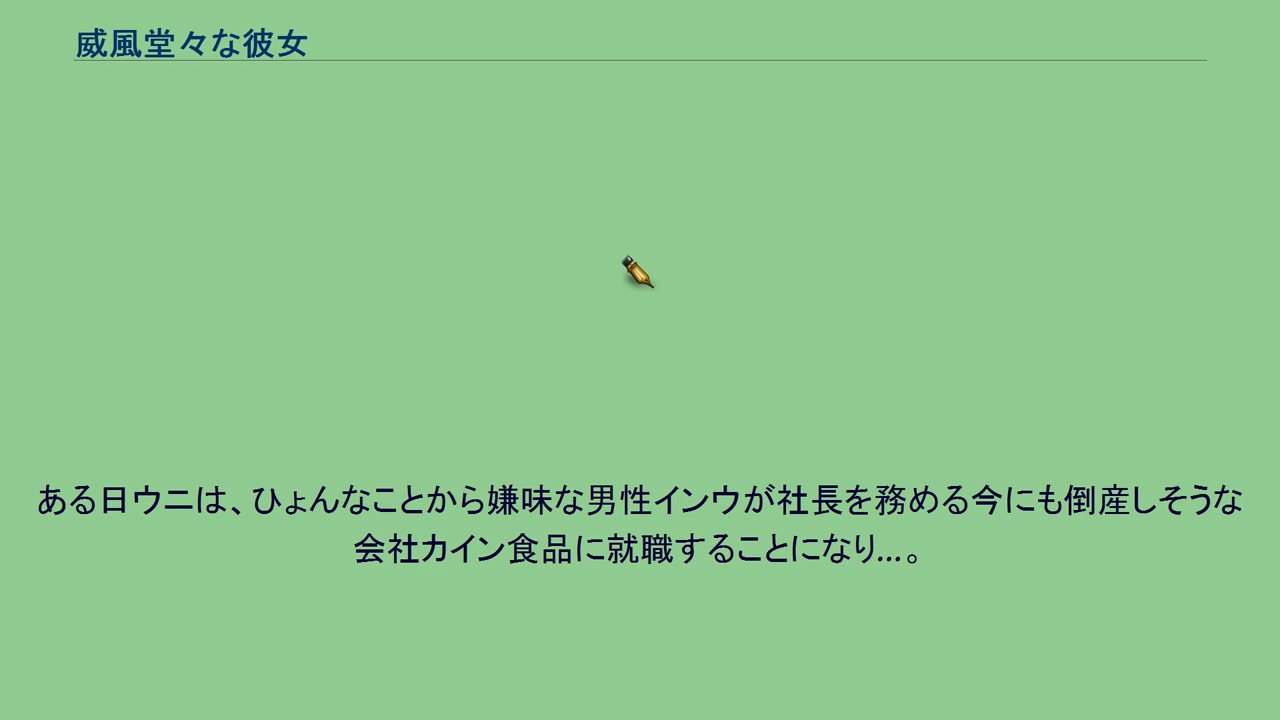 威風堂々な彼女
ある日ウニは、ひょんなことから嫌味な男性インウが社長を務める今にも倒産しそうな
会社カイン食品に就職することになり…。